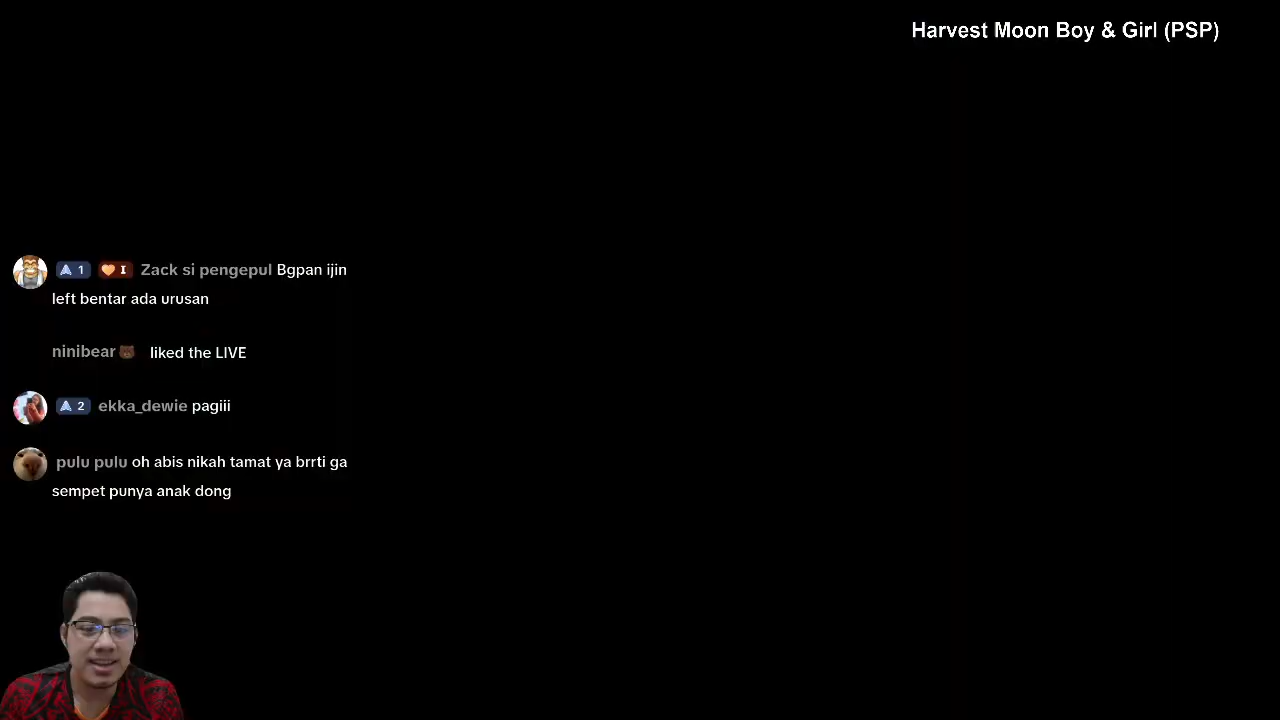 Harvest Moon Boy & Girl (PSP)
1 I Zack si pengepul Bgpan ijin
left bentar ada urusan
ninibear🐻 liked the LIVE
2 ekka_dewie pagiii
pulu pulu oh abis nikah tamat ya brrti ga
sempet punya anak dong